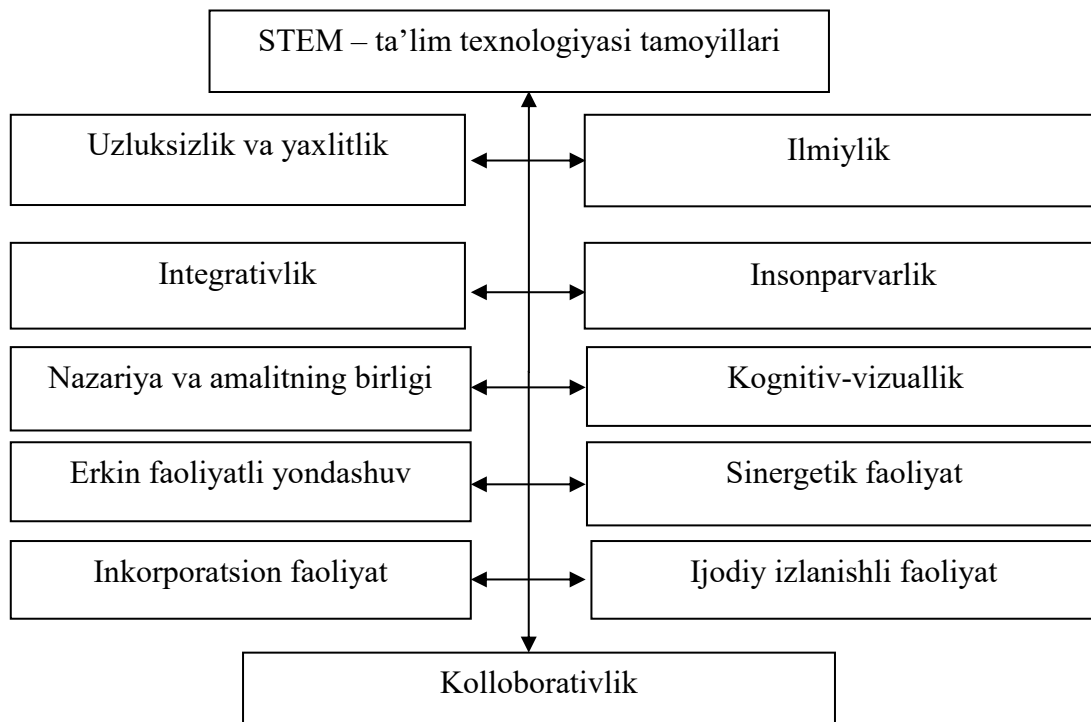 STEM – ta’lim texnologiyasi tamoyillari
Uzluksizlik va yaxlitlik
Ilmiylik
Integrativlik
Insonparvarlik
Nazariya va amalitning birligi
Kognitiv-vizuallik
Erkin faoliyatli yondashuv
Sinergetik faoliyat
Inkorporatsion faoliyat
Ijodiy izlanishli faoliyat
Kolloborativlik